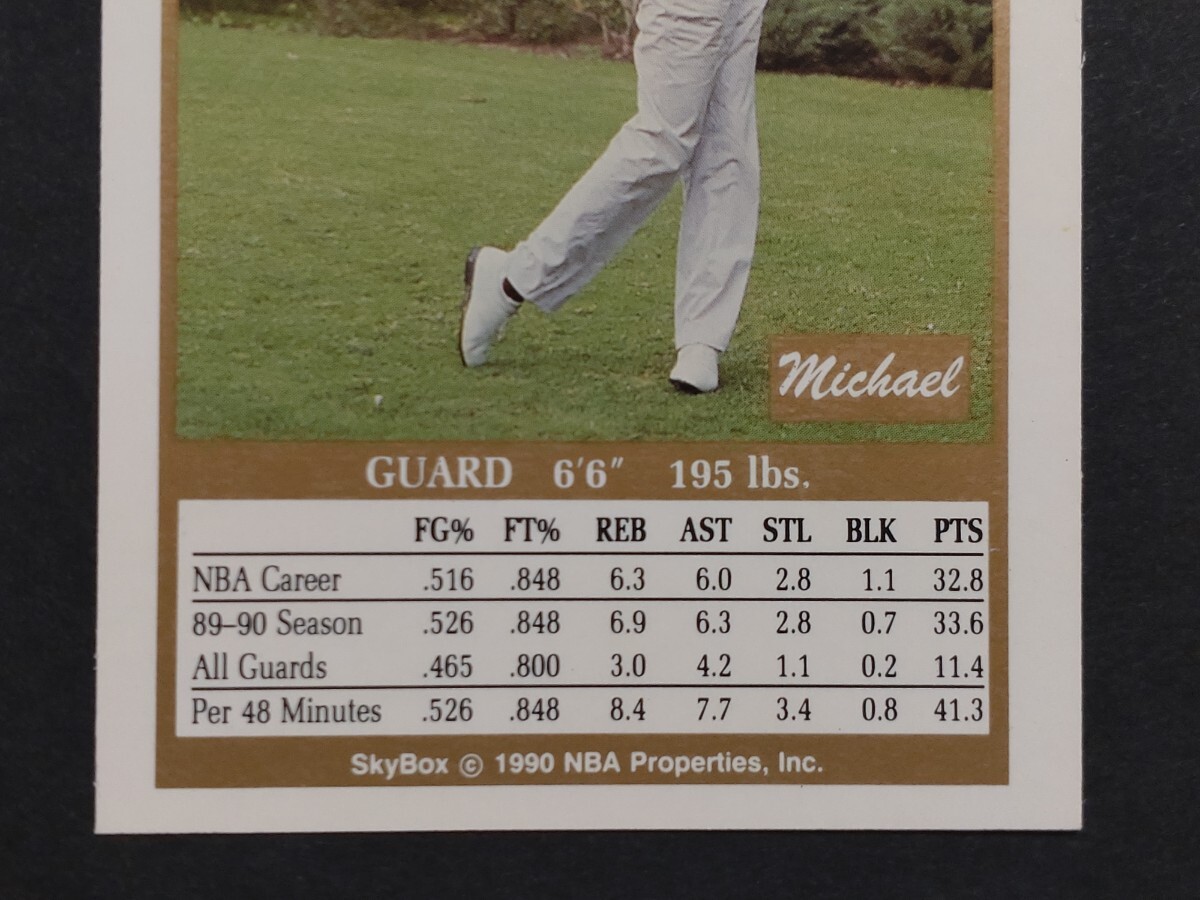 Michael
GUARD 6'6" 195 lbs.
FG% FT% REB AST STL BLK PTS
NBA Career .516 .848 6.3 6.0 2.8 1.1 32.8
89–90 Season .526 .848 6.9 6.3 2.8 0.7 33.6
All Guards .465 .800 3.0 4.2 1.1 0.2 11.4
Per 48 Minutes .526 .848 8.4 7.7 3.4 0.8 41.3
SkyBox © 1990 NBA Properties, Inc.